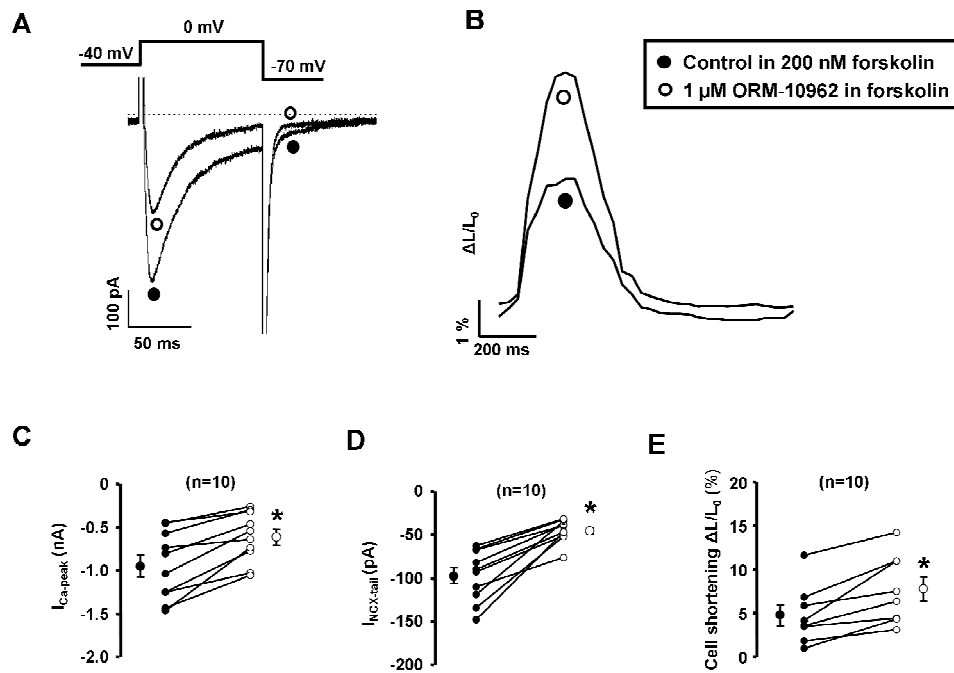 A
0 mV
-40 mV
-70 mV
100 pA
50 ms
B
Control in 200 nM forskolin
1 µM ORM-10962 in forskolin
ΔL/L0
1 %
200 ms
C
(n=10)
*
ICa-peak (nA)
0
-0.5
-1.0
-1.5
-2.0
D
(n=10)
*
INCX-tail (pA)
0
-50
-100
-150
-200
E
(n=10)
*
Cell shortening ΔL/L0 (%)
20
15
10
5
0